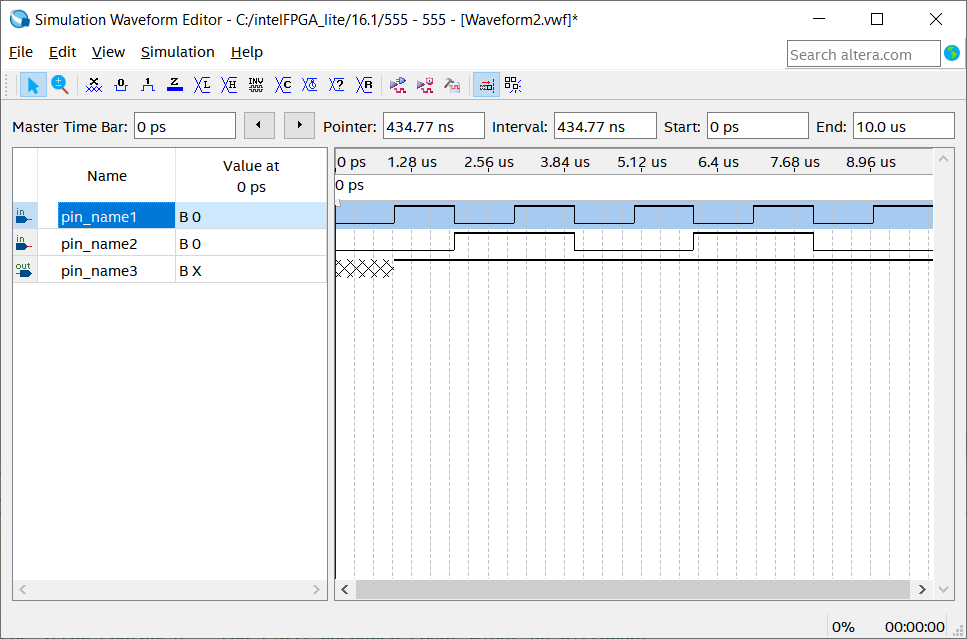 Simulation Waveform Editor - C:/intelFPGA_lite/16.1/555 - 555 - [Waveform2.vwf]*
File Edit View Simulation Help
Search altera.com
Master Time Bar: 0 ps Pointer: 434.77 ns Interval: 434.77 ns Start: 0 ps End: 10.0 us
Name Value at
0 ps
0 ps 1.28 us 2.56 us 3.84 us 5.12 us 6.4 us 7.68 us 8.96 us
0 ps
in pin_name1 B 0
in pin_name2 B 0
out pin_name3 B X
0% 00:00:00